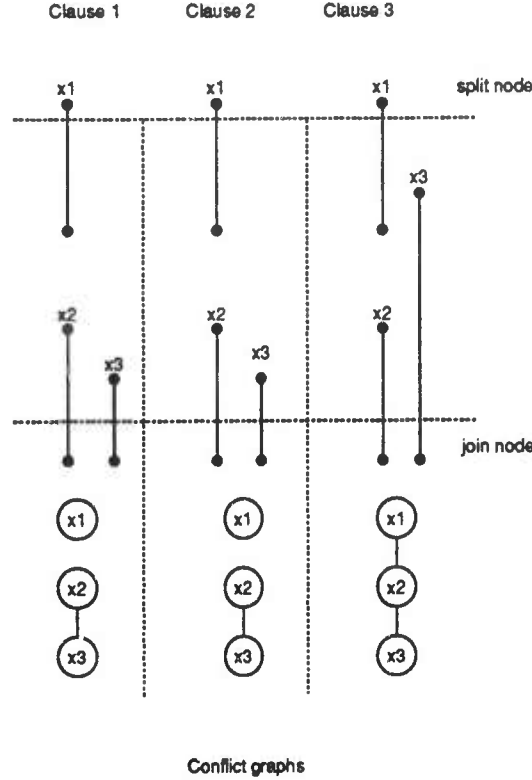 Clause 1 Clause 2 Clause 3
x1 x1 x1 split node
x3
x2 x2 x2
x3 x3
join node
x1 x1 x1
x2 x2 x2
x3 x3 x3
Conflict graphs